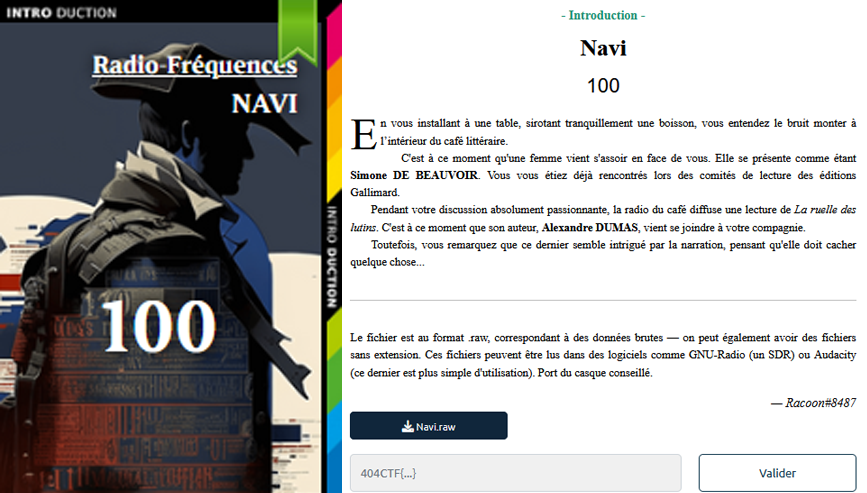 INTRO DUCTION
Radio-Fréquences
NAVI
100
INTRO DUCTION
- Introduction -
Navi
100
En vous installant à une table, sirotant tranquillement une boisson, vous entendez le bruit monter à
l'intérieur du café littéraire.
C'est à ce moment qu'une femme vient s'assoir en face de vous. Elle se présente comme étant
Simone DE BEAUVOIR. Vous vous étiez déjà rencontrés lors des comités de lecture des éditions
Gallimard.
Pendant votre discussion absolument passionnante, la radio du café diffuse une lecture de La ruelle des
lutins. C'est à ce moment que son auteur, Alexandre DUMAS, vient se joindre à votre compagnie.
Toutefois, vous remarquez que ce dernier semble intrigué par la narration, pensant qu'elle doit cacher
quelque chose...
Le fichier est au format .raw, correspondant à des données brutes — on peut également avoir des fichiers
sans extension. Ces fichiers peuvent être lus dans des logiciels comme GNU-Radio (un SDR) ou Audacity
(ce dernier est plus simple d'utilisation). Port du casque conseillé.
— Racoon#8487
Navi.raw
404CTF{...}
Valider